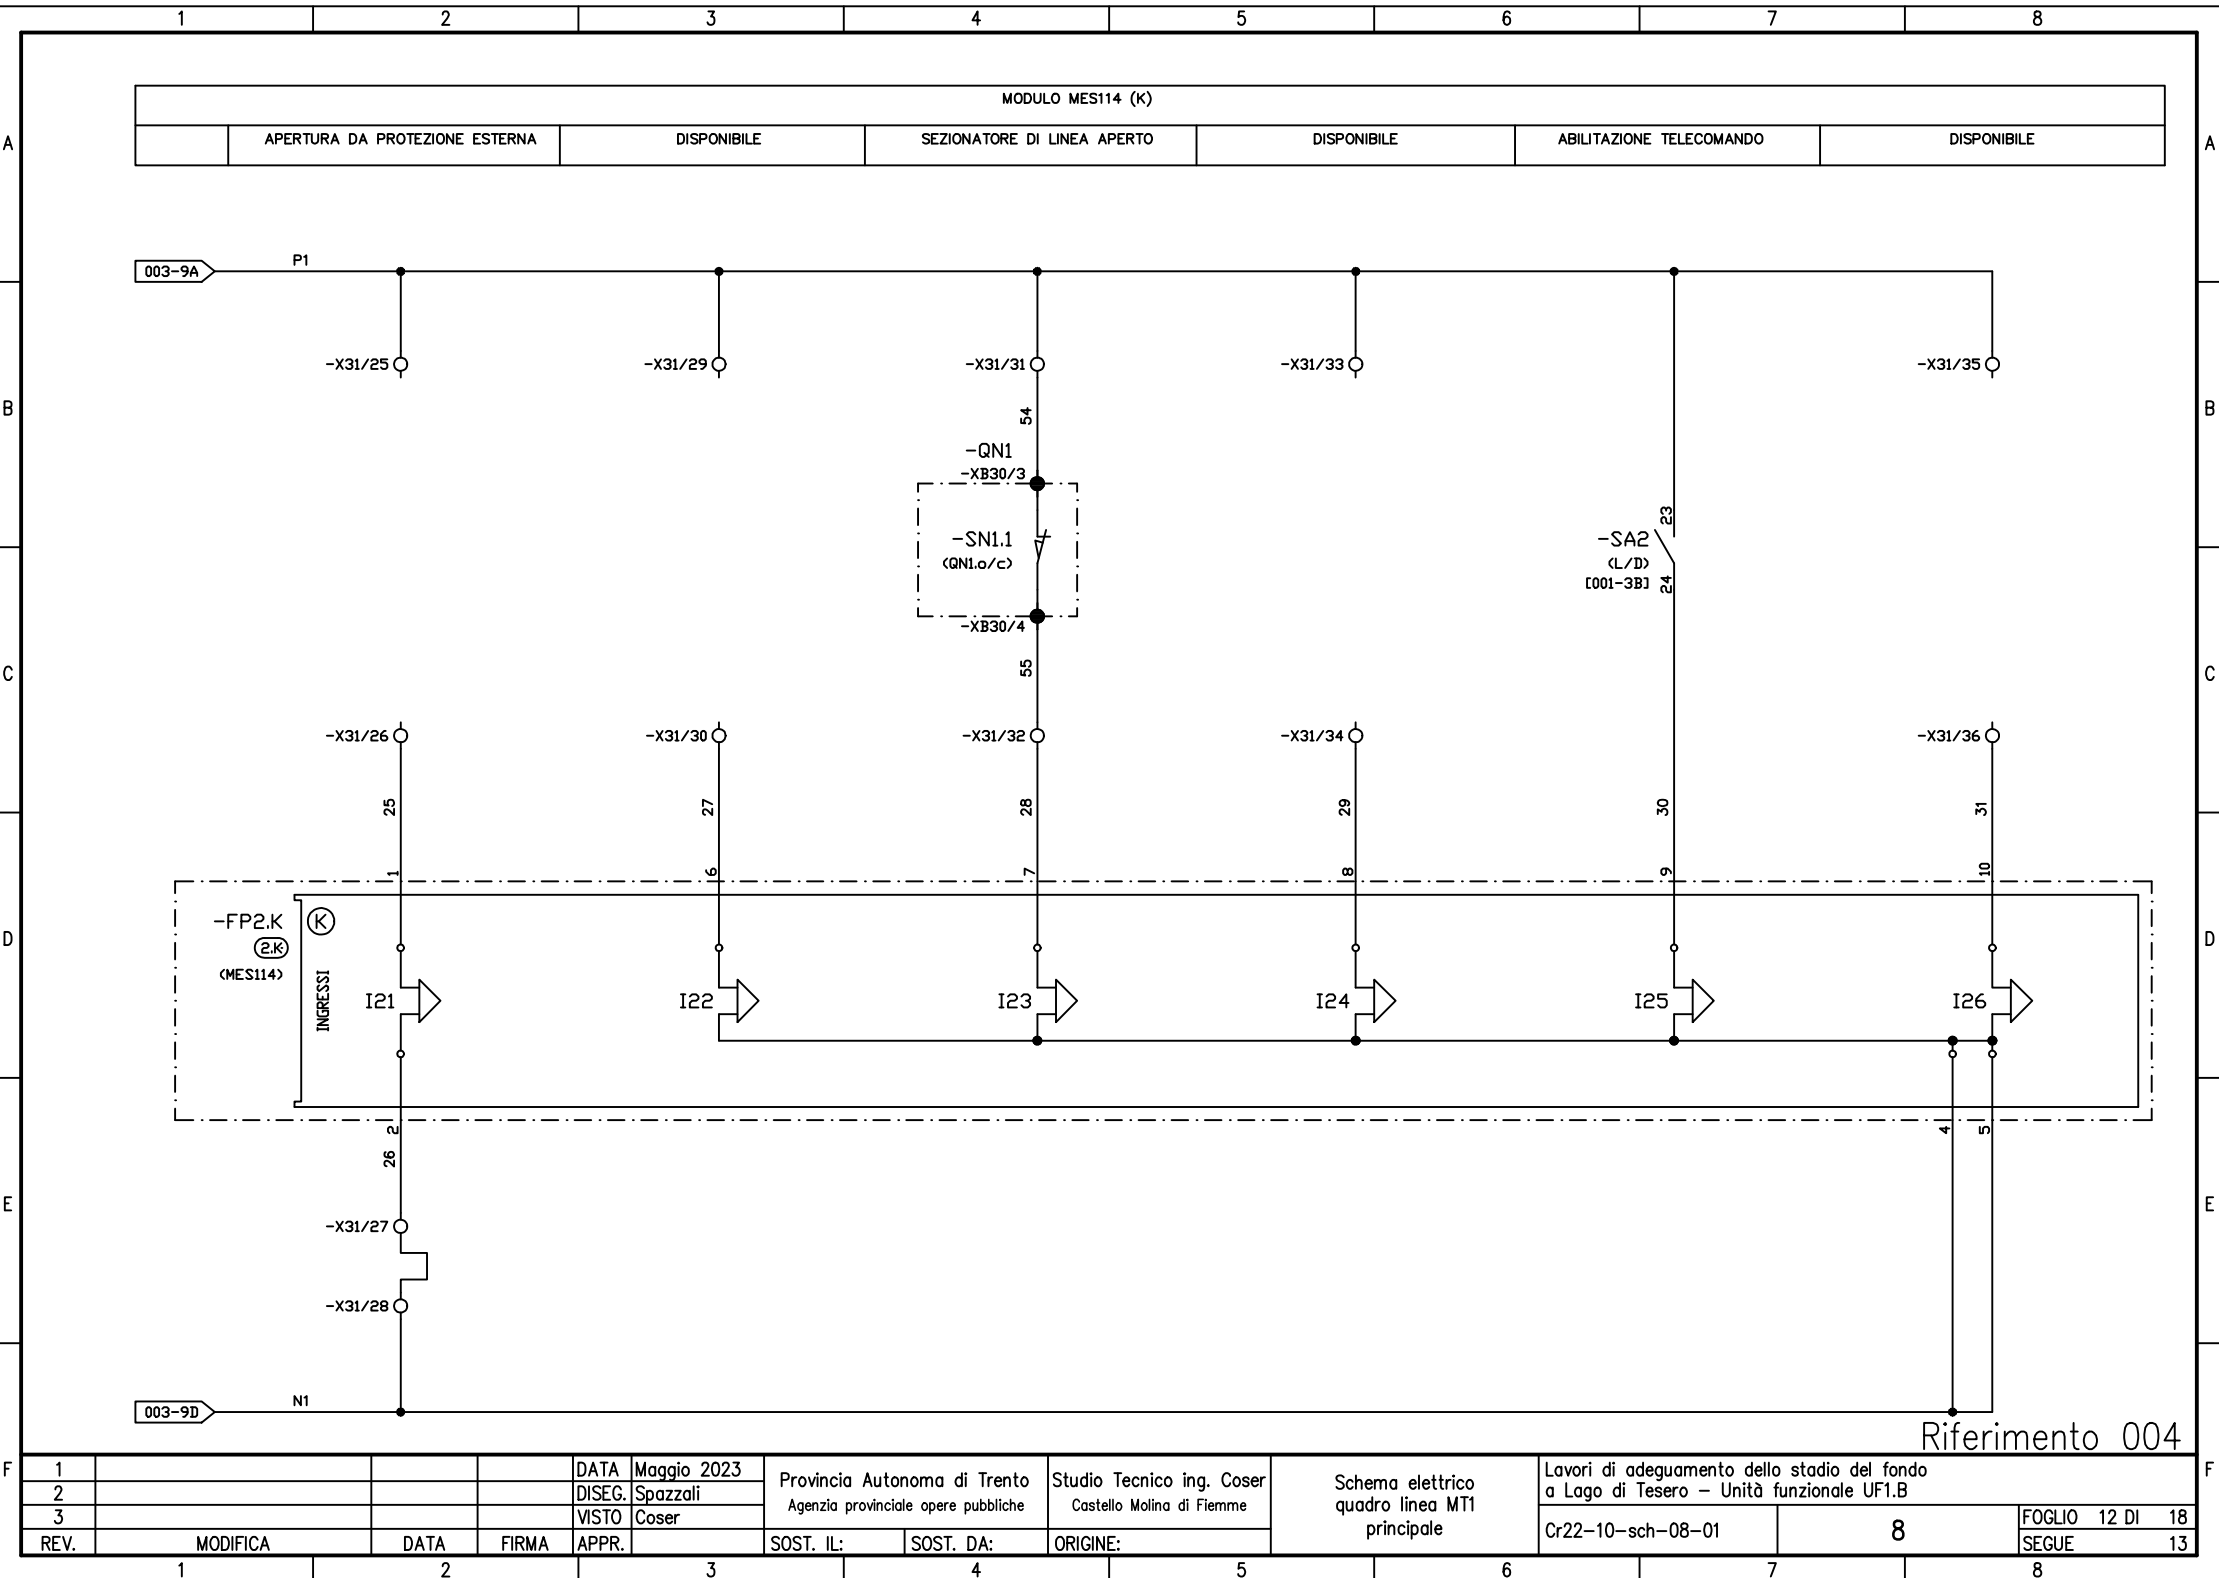 1 2 3 4 5 6 7 8
MODULO MES114 (K)
APERTURA DA PROTEZIONE ESTERNA DISPONIBILE SEZIONATORE DI LINEA APERTO DISPONIBILE ABILITAZIONE TELECOMANDO DISPONIBILE
A A
003-9A P1
-X31/25 -X31/29 -X31/31 -X31/33 -X31/35
B B
54
-QN1
-XB30/3
23
-SN1.1 -SA2
(QN1.o/c) (L/D)
[001-3B]
24
-XB30/4
55
C C
-X31/26 -X31/30 -X31/32 -X31/34 -X31/36
25 27 28 29 30 31
1 6 7 8 9 10
-FP2.K K
2.K
(MES114)
INGRESSI
D D
I21 I22 I23 I24 I25 I26
2 4 5
26
E E
-X31/27
-X31/28
003-9D N1
Riferimento 004
F F
1 DATA Maggio 2023
2 DISEG. Spazzali
3 VISTO Coser
REV. MODIFICA DATA FIRMA APPR.
Provincia Autonoma di Trento
Agenzia provinciale opere pubbliche
SOST. IL: SOST. DA:
Studio Tecnico ing. Coser
Castello Molina di Fiemme
ORIGINE:
Schema elettrico
quadro linea MT1
principale
Lavori di adeguamento dello stadio del fondo
a Lago di Tesero - Unità funzionale UF1.B
Cr22-10-sch-08-01 8
FOGLIO 12 DI 18
SEGUE 13
1 2 3 4 5 6 7 8